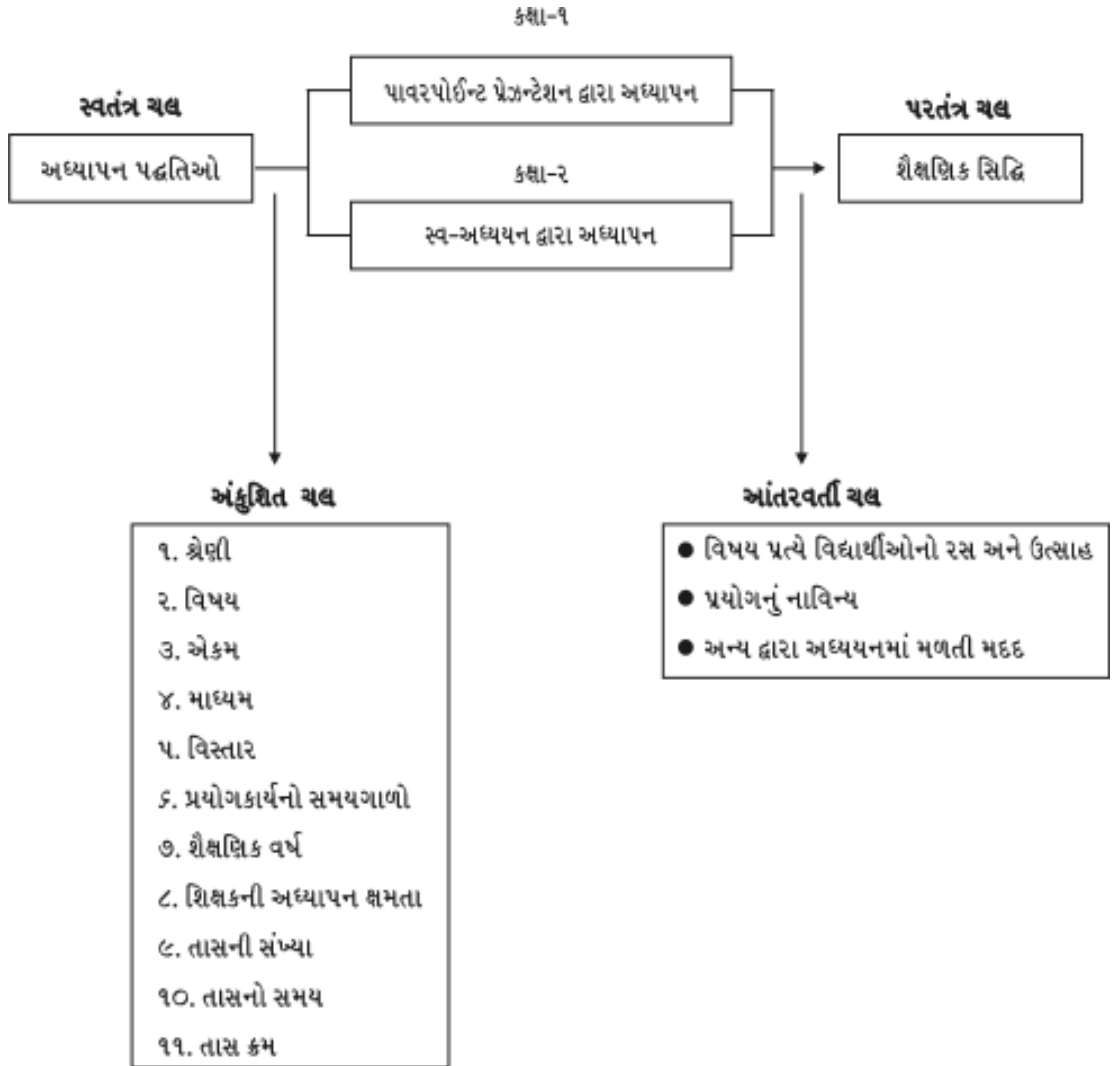 કક્ષા-૧
પાવરપોઈન્ટ પ્રેઝન્ટેશન દ્વારા અધ્યાપન
સ્વતંત્ર ચલ
અધ્યાપન પદ્ધતિઓ
કક્ષા-૨
સ્વ-અધ્યયન દ્વારા અધ્યાપન
પરતંત્ર ચલ
શૈક્ષણિક સિદ્ધિ
અંકુશિત ચલ
૧. શ્રેણી
૨. વિષય
૩. એકમ
૪. માધ્યમ
૫. વિસ્તાર
૬. પ્રયોગકાર્યનો સમયગાળો
૭. શૈક્ષણિક વર્ષ
૮. શિક્ષકની અધ્યાપન ક્ષમતા
૯. તાસની સંખ્યા
૧૦. તાસનો સમય
૧૧. તાસ ક્રમ
આંતરવર્તી ચલ
● વિષય પ્રત્યે વિદ્યાર્થીઓનો રસ અને ઉત્સાહ
● પ્રયોગનું નાવિન્ય
● અન્ય દ્વારા અધ્યયનમાં મળતી મદદ